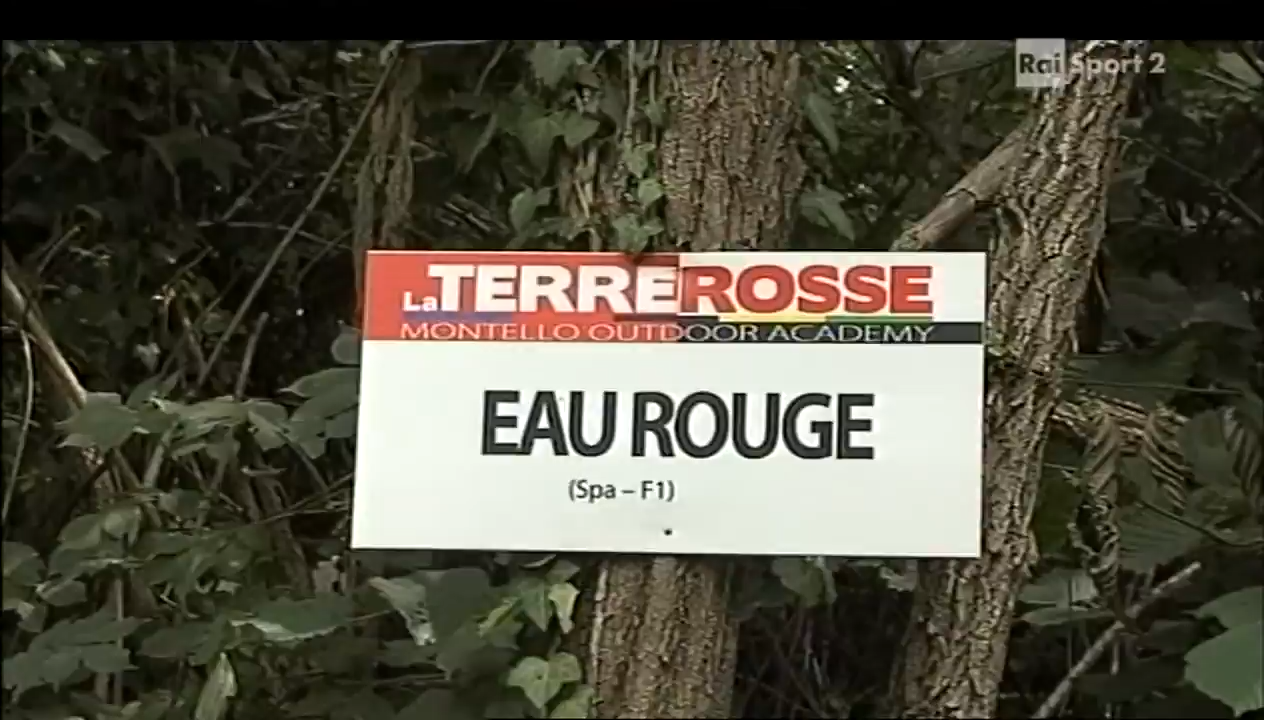 Rai Sport 2
La TERREROSSE
MONTELLO OUTDOOR ACADEMY
EAU ROUGE
(Spa – F1)